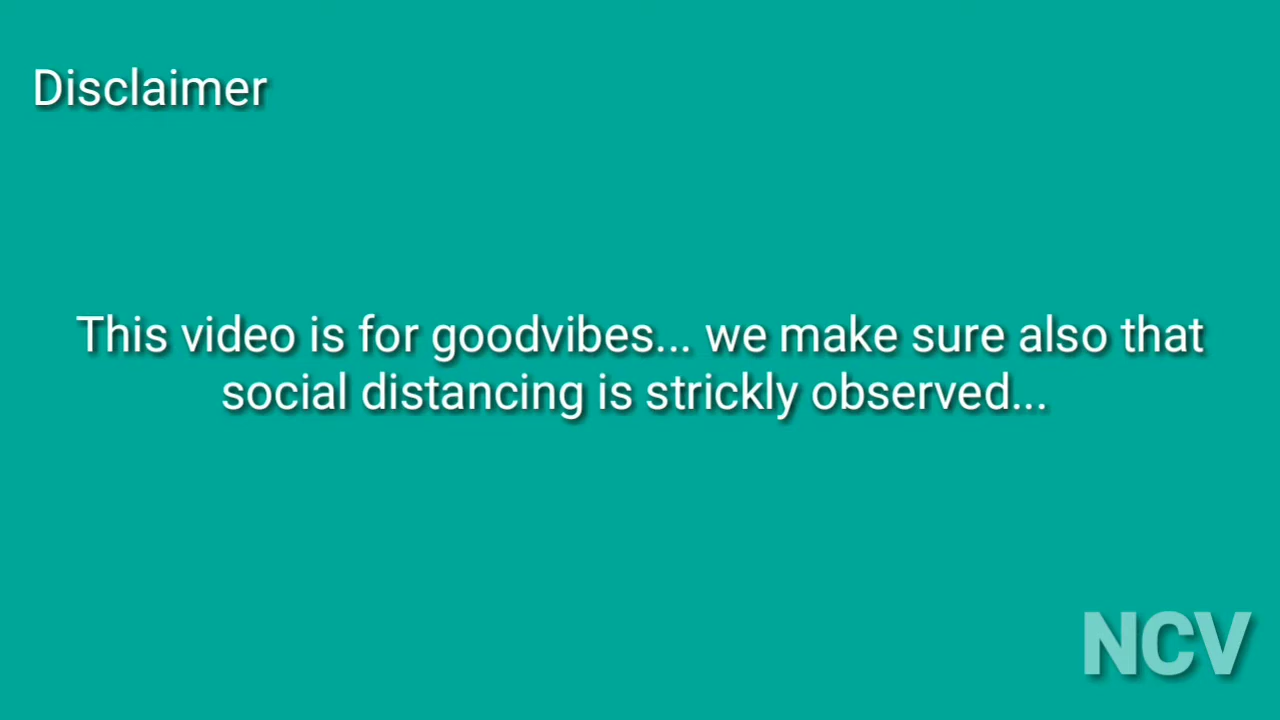 Disclaimer
This video is for goodvibes... we make sure also that
social distancing is strickly observed...
NCV